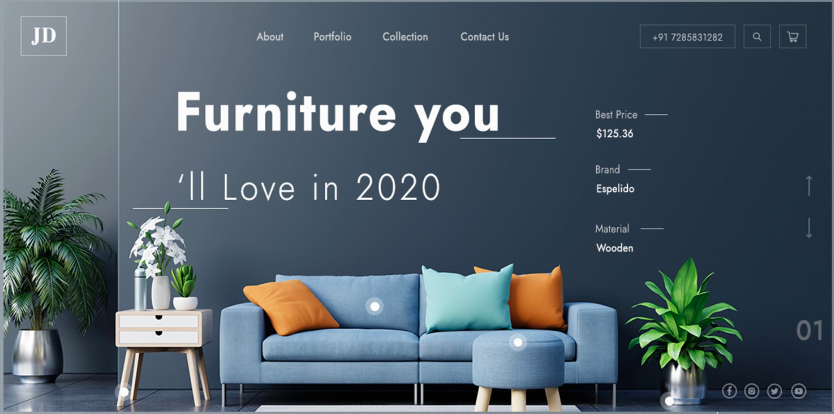 JD
About
Portfolio
Collection
Contact Us
+91 7285831282
Furniture you
‘ll Love in 2020
Best Price
$125.36
Brand
Espelido
Material
Wooden
01